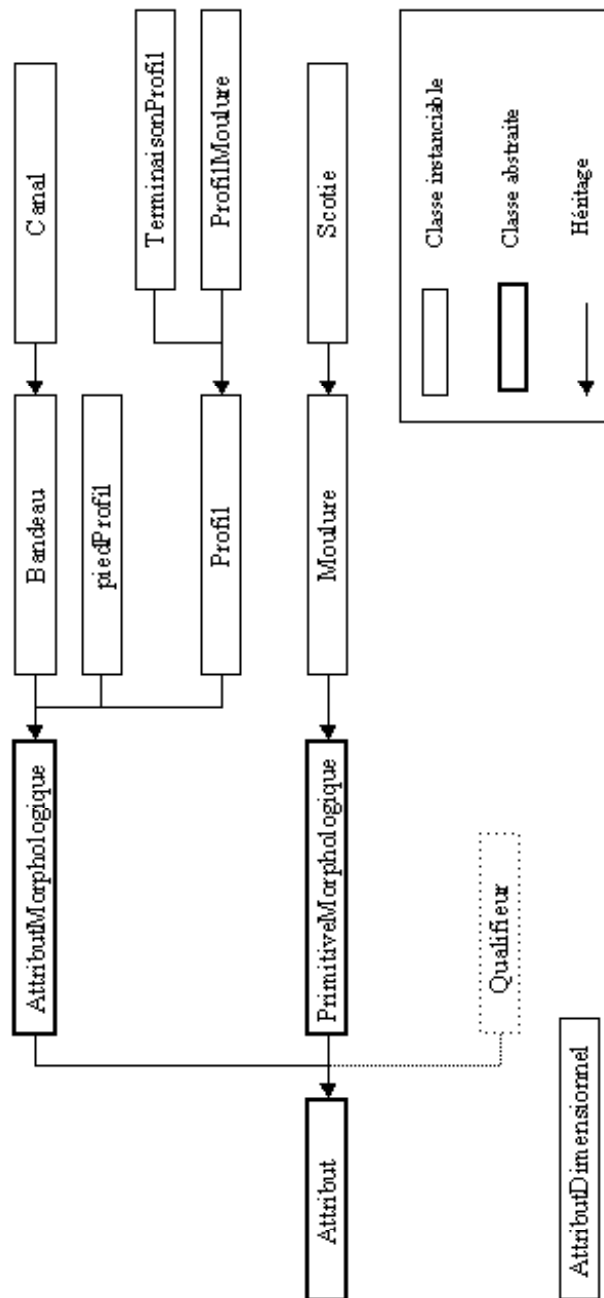 AttributMorphologique
Bandeau
Canal
piedProfil
TerminaisonProfil
Profil
ProfilMoulure
Attribut
PrimitiveMorphologique
Moulure
Scotie
Qualifieur
AttributDimensionnel
Classe instanciable
Classe abstraite
Héritage